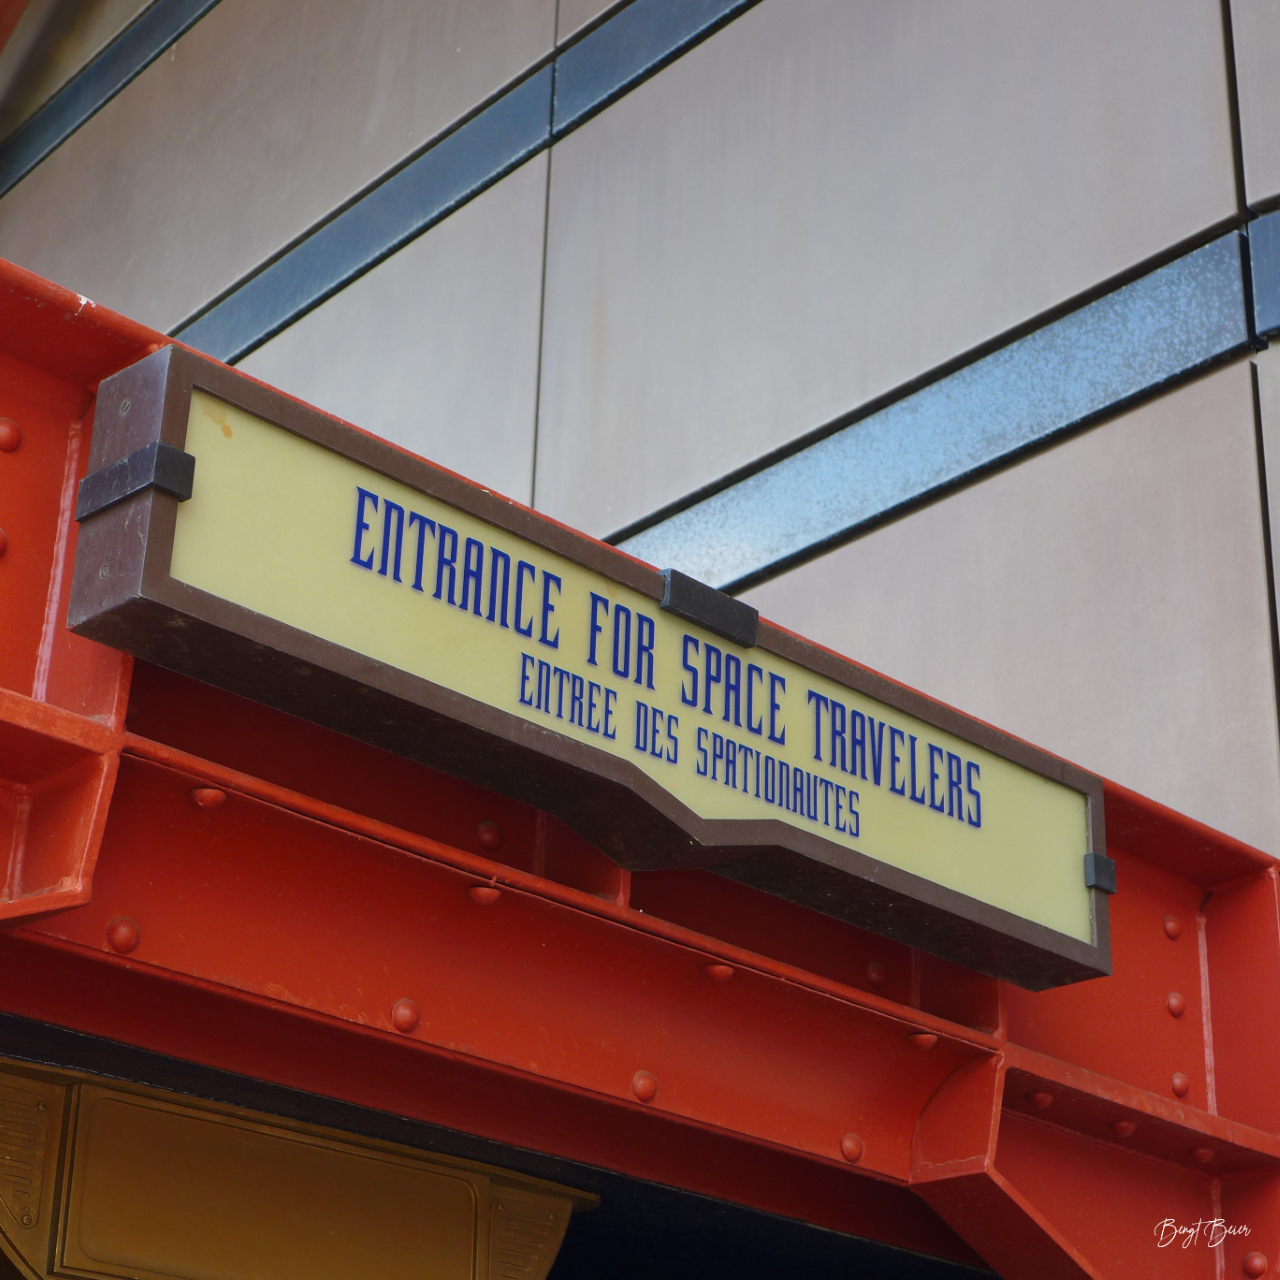 ENTRANCE FOR SPACE TRAVELERS
ENTREE DES SPATIONAUTES
Bengt Beier